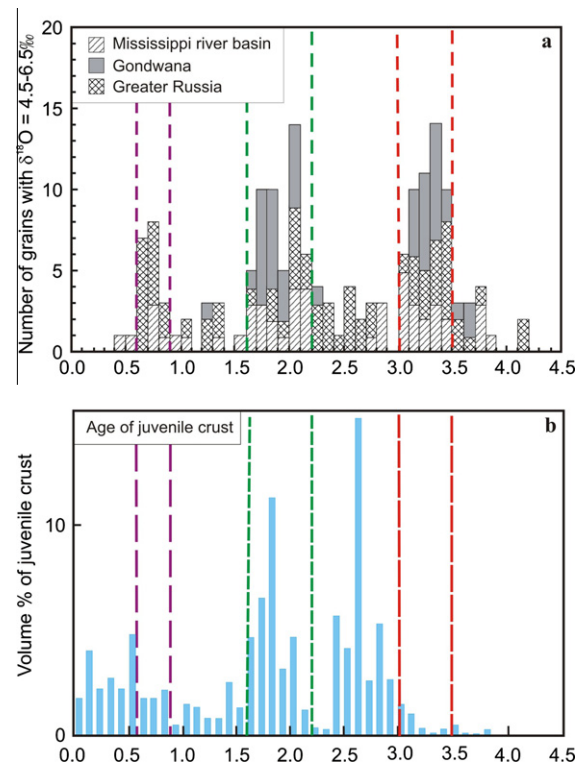 20
15
10
5
0
Number of grains with δ¹⁸O = 4.5-6.5‰
Mississippi river basin
Gondwana
Greater Russia
a
0.0 0.5 1.0 1.5 2.0 2.5 3.0 3.5 4.0 4.5
Age of juvenile crust
b
Volume % of juvenile crust
10
0
0.0 0.5 1.0 1.5 2.0 2.5 3.0 3.5 4.0 4.5